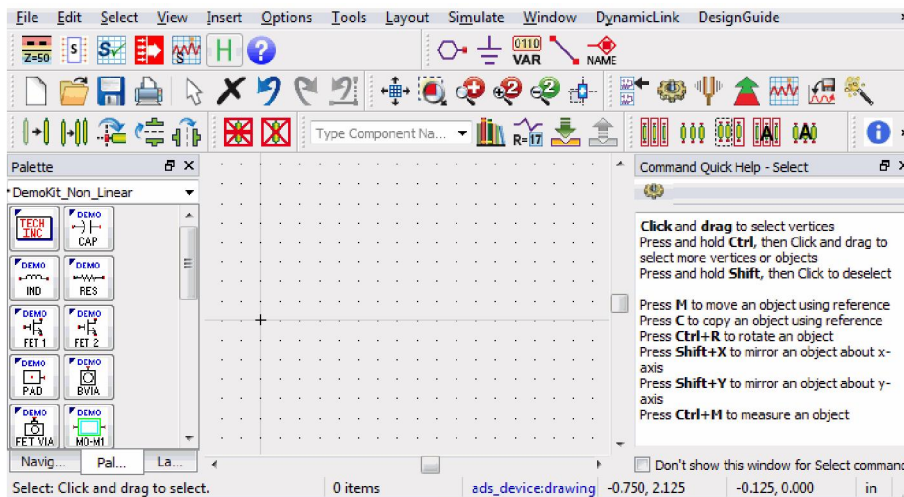 File Edit Select View Insert Options Tools Layout Simulate Window DynamicLink DesignGuide
Z=50 S S S H ? 0110 VAR NAME
2 2
Type Component Na... R=17 A A i
Palette
DemoKit_Non_Linear
TECH INC DEMO CAP
DEMO IND DEMO RES
DEMO FET 1 DEMO FET 2
DEMO PAD DEMO BVIA
DEMO FET VIA DEMO M0-M1
Navig... Pal... La...
Command Quick Help - Select
Click and drag to select vertices
Press and hold Ctrl, then Click and drag to
select more vertices or objects
Press and hold Shift, then Click to deselect
Press M to move an object using reference
Press C to copy an object using reference
Press Ctrl+R to rotate an object
Press Shift+X to mirror an object about x-
axis
Press Shift+Y to mirror an object about y-
axis
Press Ctrl+M to measure an object
Don't show this window for Select command
Select: Click and drag to select. 0 items ads_device:drawing -0.750, 2.125 -0.125, 0.000 in